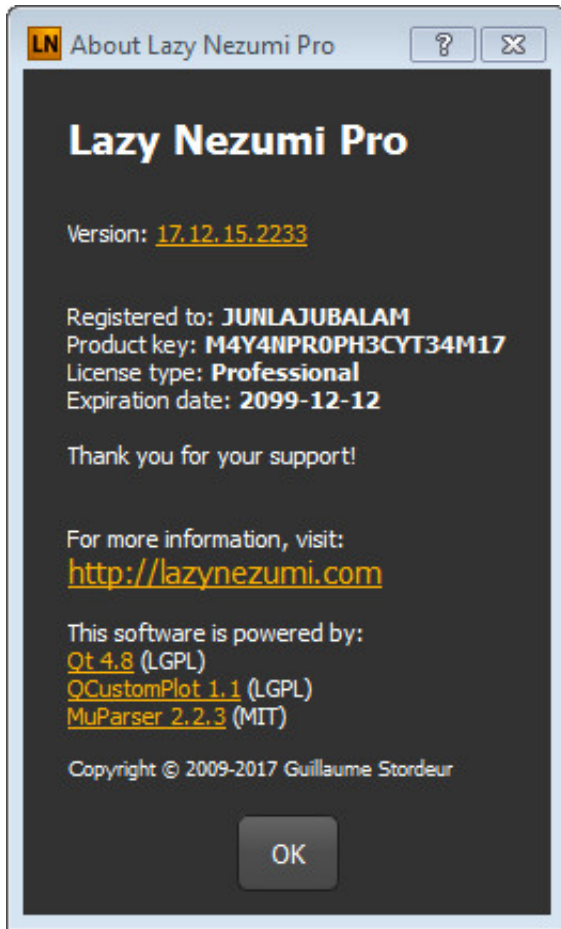 LN About Lazy Nezumi Pro ?
Lazy Nezumi Pro
Version: 17.12.15.2233
Registered to: JUNLAJUBALAM
Product key: M4Y4NPR0PH3CYT34M17
License type: Professional
Expiration date: 2099-12-12
Thank you for your support!
For more information, visit:
http://lazynezumi.com
This software is powered by:
Qt 4.8 (LGPL)
QCustomPlot 1.1 (LGPL)
MuParser 2.2.3 (MIT)
Copyright © 2009-2017 Guillaume Stordeur
OK